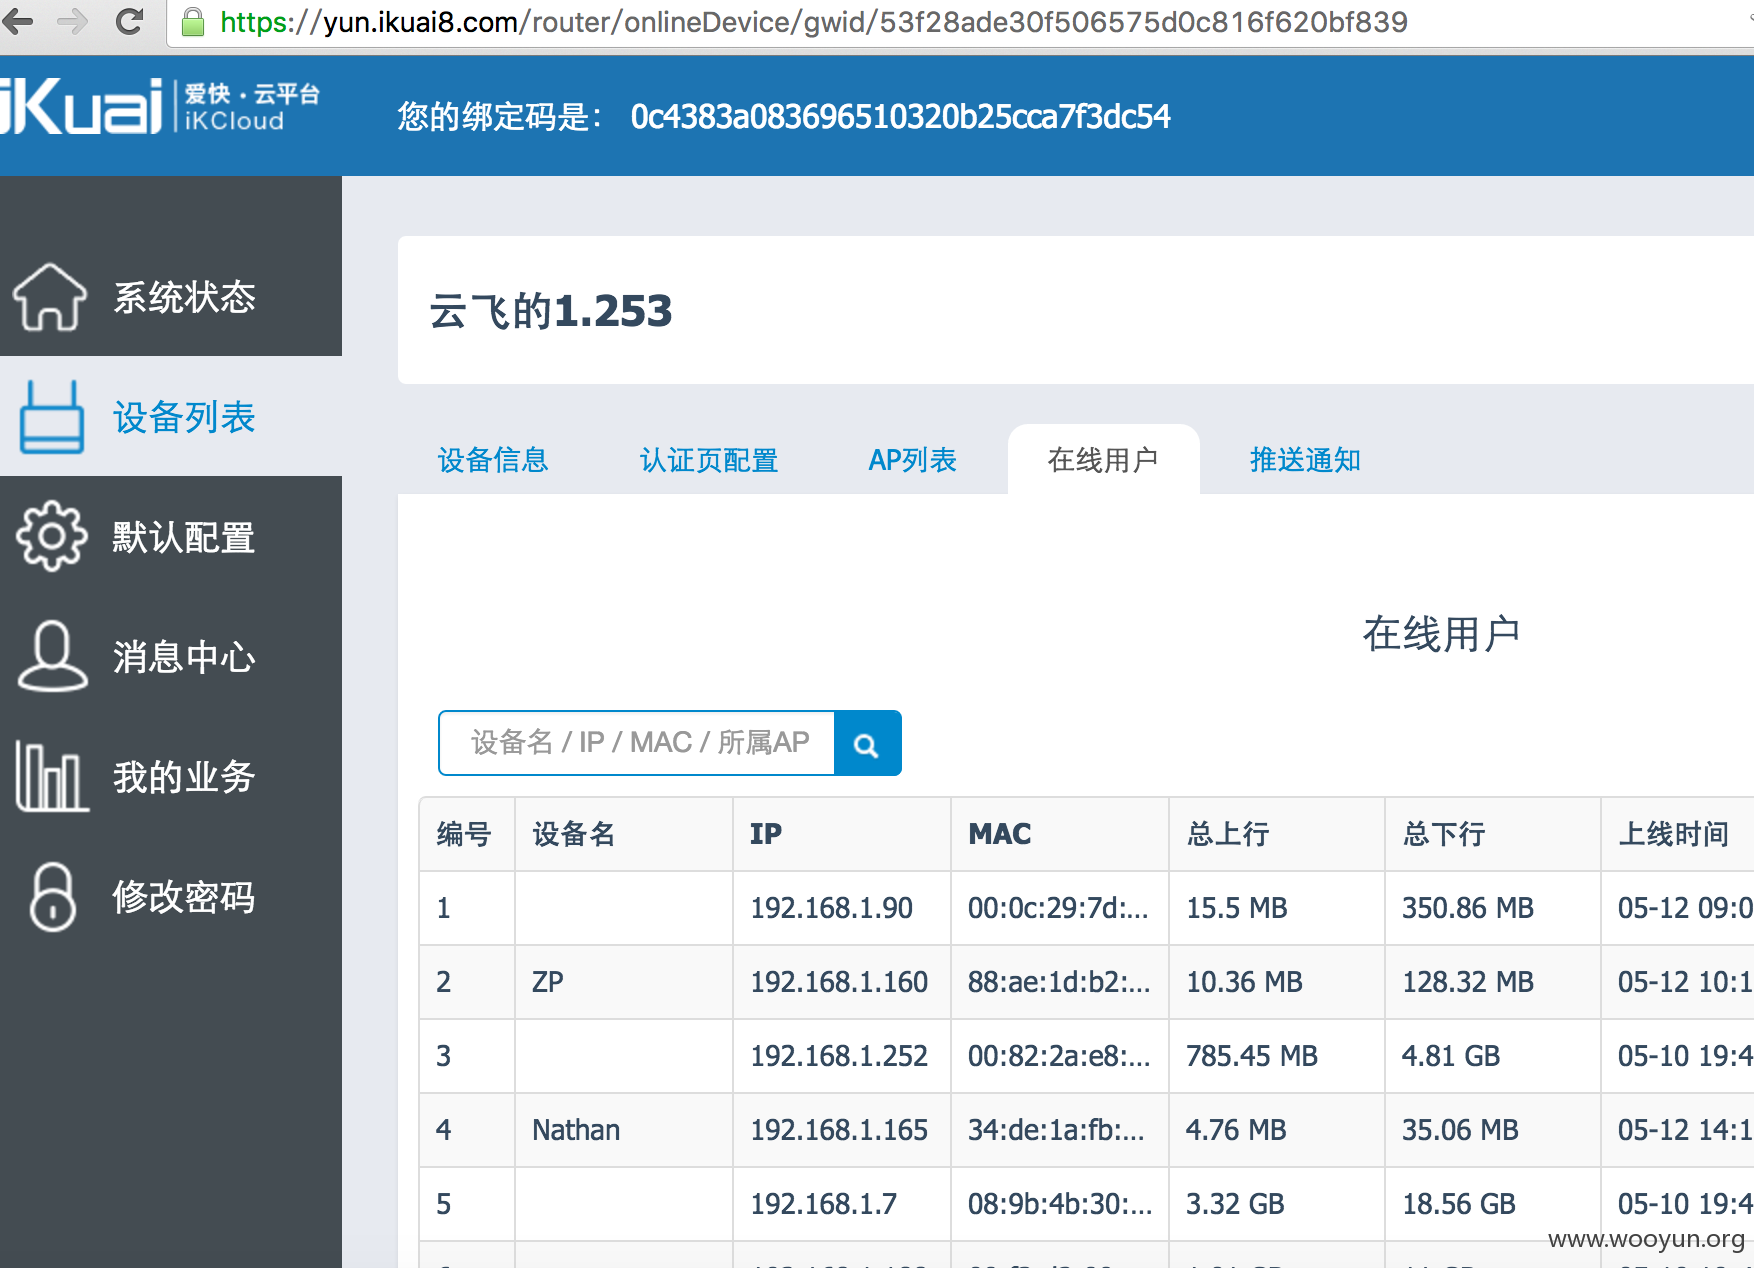 https://yun.ikuai8.com/router/onlineDevice/gwid/53f28ade30f506575d0c816f620bf839
iKuai 爱快·云平台
iKCloud
您的绑定码是： 0c4383a083696510320b25cca7f3dc54
系统状态
设备列表
默认配置
消息中心
我的业务
修改密码
云飞的1.253
设备信息 认证页配置 AP列表 在线用户 推送通知
在线用户
设备名 / IP / MAC / 所属AP
编号 设备名 IP MAC 总上行 总下行 上线时间
1 192.168.1.90 00:0c:29:7d:... 15.5 MB 350.86 MB 05-12 09:0
2 ZP 192.168.1.160 88:ae:1d:b2:... 10.36 MB 128.32 MB 05-12 10:1
3 192.168.1.252 00:82:2a:e8:... 785.45 MB 4.81 GB 05-10 19:4
4 Nathan 192.168.1.165 34:de:1a:fb:... 4.76 MB 35.06 MB 05-12 14:1
5 192.168.1.7 08:9b:4b:30:... 3.32 GB 18.56 GB 05-10 19:4
www.wooyun.org